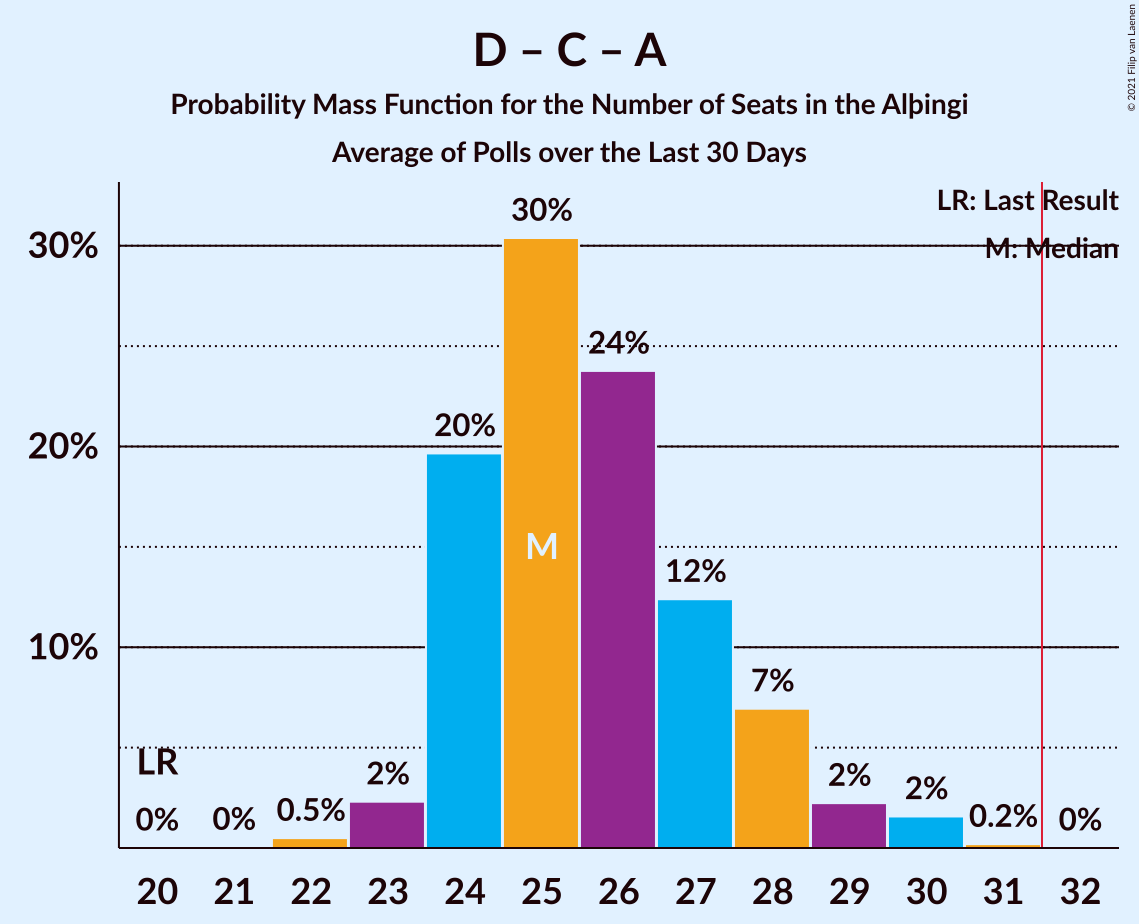 D – C – A
Probability Mass Function for the Number of Seats in the Alþingi
Average of Polls over the Last 30 Days
© 2021 Filip van Laenen
LR: Last Result
M: Median
30%
20%
10%
LR
0%
0%
0.5%
2%
20%
30%
M
24%
12%
7%
2%
2%
0.2%
0%
20 21 22 23 24 25 26 27 28 29 30 31 32